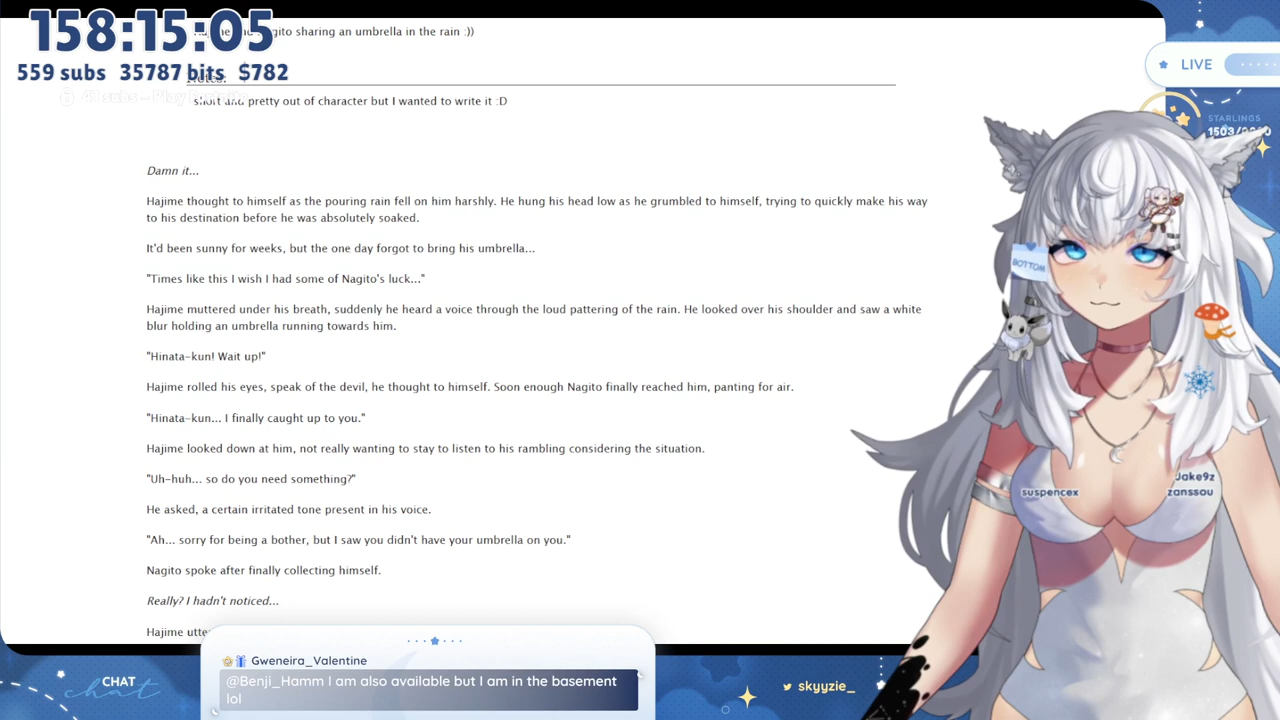 158:15:05
559 subs 35787 bits $782
41 subs - Play Fortnite
gito sharing an umbrella in the rain :))
Notes:
short and pretty out of character but I wanted to write it :D
Damn it...
Hajime thought to himself as the pouring rain fell on him harshly. He hung his head low as he grumbled to himself, trying to quickly make his way
to his destination before he was absolutely soaked.
It'd been sunny for weeks, but the one day forgot to bring his umbrella...
"Times like this I wish I had some of Nagito's luck..."
Hajime muttered under his breath, suddenly he heard a voice through the loud pattering of the rain. He looked over his shoulder and saw a white
blur holding an umbrella running towards him.
"Hinata-kun! Wait up!"
Hajime rolled his eyes, speak of the devil, he thought to himself. Soon enough Nagito finally reached him, panting for air.
"Hinata-kun... I finally caught up to you."
Hajime looked down at him, not really wanting to stay to listen to his rambling considering the situation.
"Uh-huh... so do you need something?"
He asked, a certain irritated tone present in his voice.
"Ah... sorry for being a bother, but I saw you didn't have your umbrella on you."
Nagito spoke after finally collecting himself.
Really? I hadn't noticed...
Hajime utte
LIVE
STARLINGS
1503/
BOTTOM
suspencex
Jake9z
zanssou
CHAT
chat
Gweneira_Valentine
@Benji_Hamm I am also available but I am in the basement
lol
skyyzie_